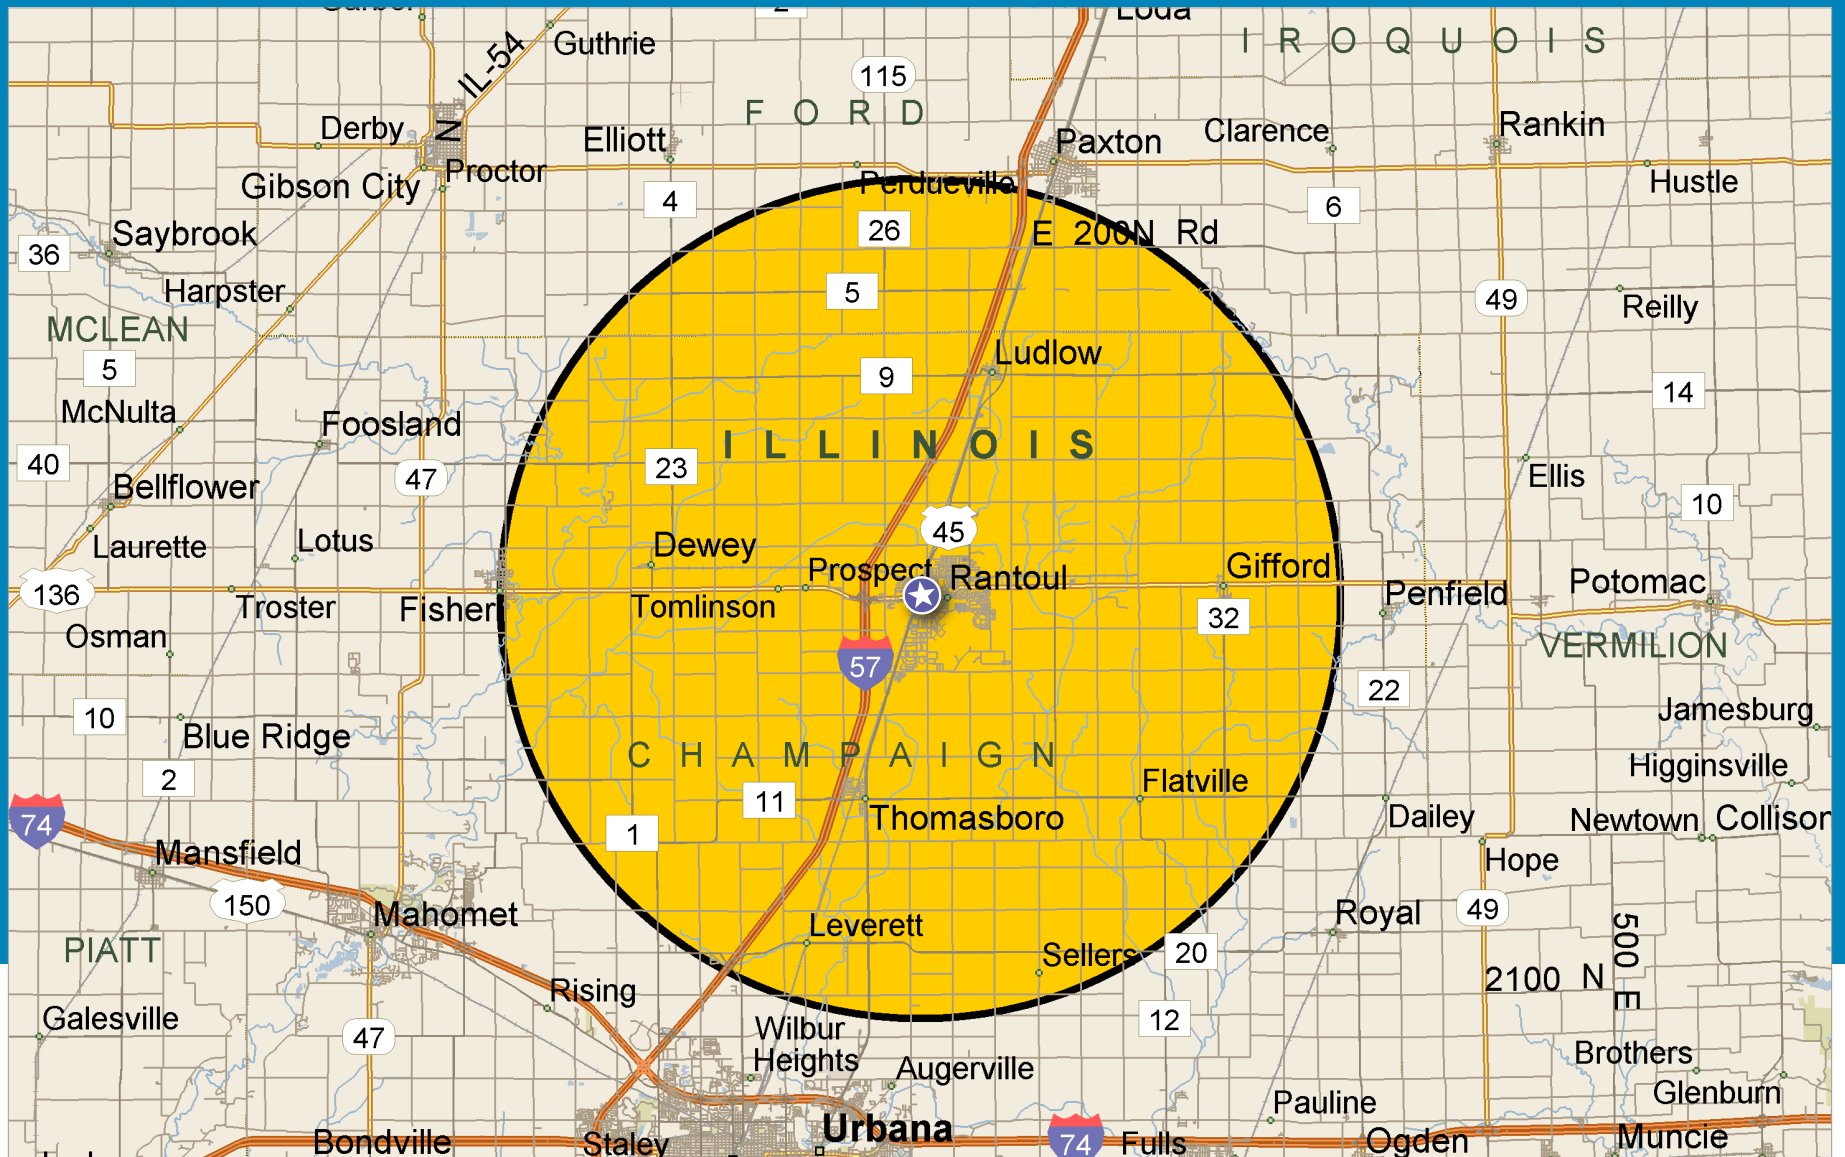 Loda
Guthrie
IROQUOIS
IL-54
115
FORD
Derby
N
Elliott
Paxton
Clarence
Rankin
Proctor
Gibson City
Perdueville
Hustle
4
6
26
Saybrook
E 200N Rd
36
Harpster
5
49
Reilly
MCLEAN
Ludlow
5
9
14
McNulta
Foosland
ILLINOIS
40
23
47
Ellis
Bellflower
10
45
Laurette
Lotus
Dewey
Prospect
Rantoul
Gifford
Potomac
136
Troster
Fisher
Tomlinson
Penfield
32
Osman
VERMILION
57
22
10
Jamesburg
Blue Ridge
CHAMPAIGN
Higginsville
2
Flatville
11
74
Thomasboro
Dailey
Newtown
Collison
1
Mansfield
Hope
150
Mahomet
Leverett
Royal
49
PIATT
Sellers
20
500 E
2100 N
Rising
Galesville
12
47
Wilbur
Heights
Augerville
Brothers
Glenburn
Pauline
Urbana
Bondville
Staley
74
Fulls
Ogden
Muncie